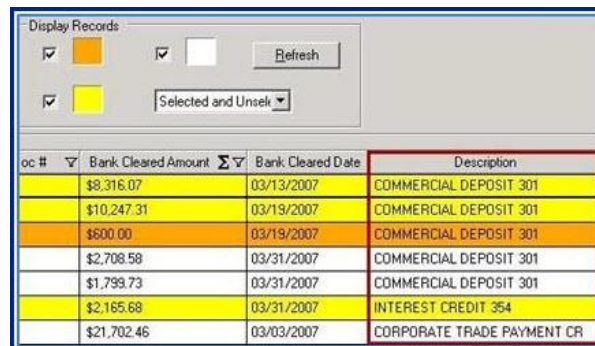 Display Records
Refresh
Selected and Unsele
oc # Bank Cleared Amount Σ Bank Cleared Date Description
$8,316.07 03/13/2007 COMMERCIAL DEPOSIT 301
$10,247.31 03/19/2007 COMMERCIAL DEPOSIT 301
$600.00 03/19/2007 COMMERCIAL DEPOSIT 301
$2,708.58 03/31/2007 COMMERCIAL DEPOSIT 301
$1,799.73 03/31/2007 COMMERCIAL DEPOSIT 301
$2,165.68 03/31/2007 INTEREST CREDIT 354
$21,702.46 03/03/2007 CORPORATE TRADE PAYMENT CR